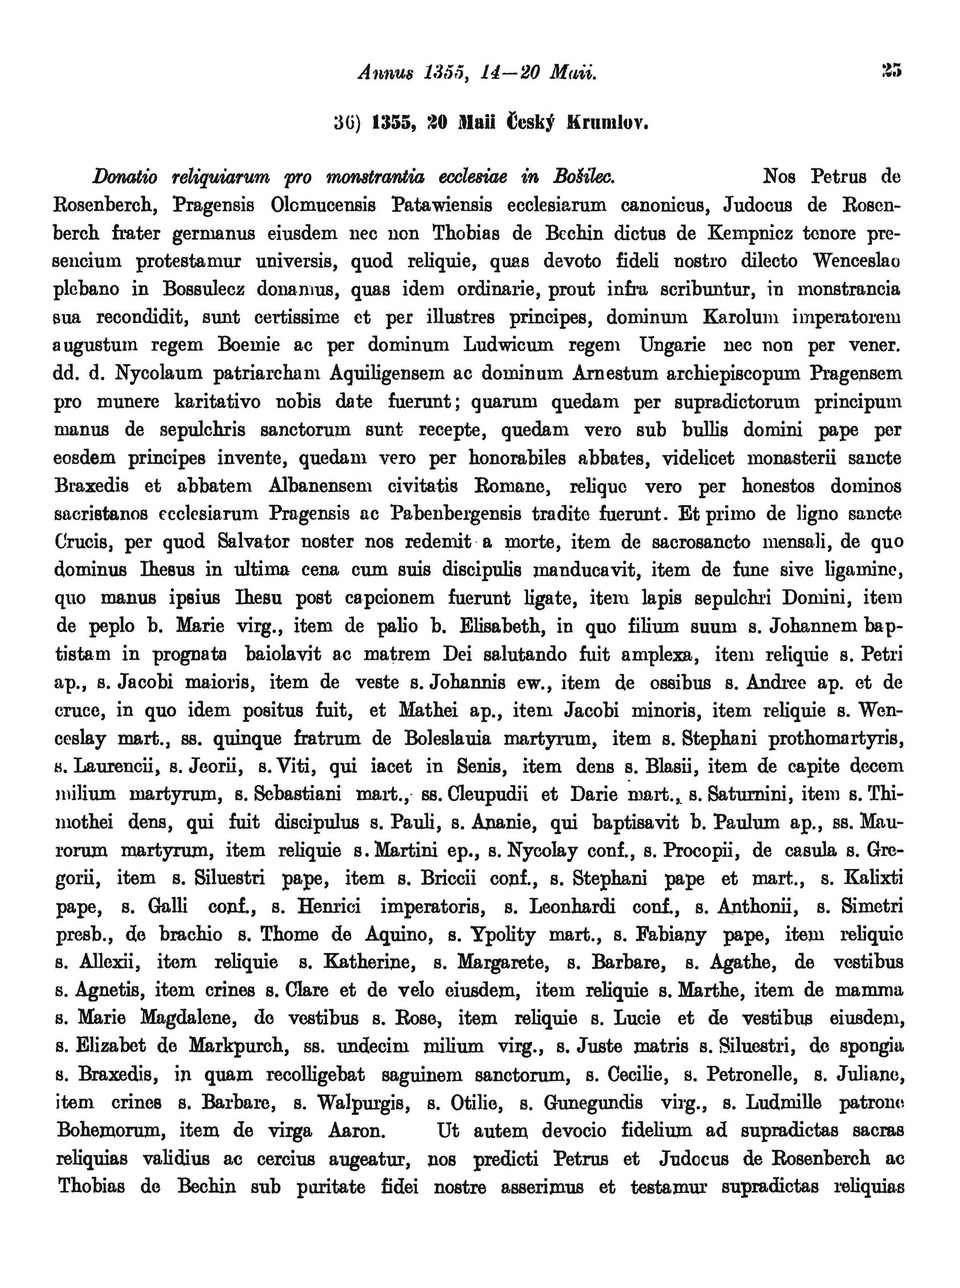 Annus 1355, 14—20 Maii. 25
36) 1355, 20 Maii Český Krumlov.
Donatio reliquiarum pro monstrantia ecclesiae in Bošilec. Nos Petrus de
Rosenberch, Pragensis Olomucensis Patawiensis ecclesiarum canonicus, Judocus de Rosen-
berch frater germanus eiusdem nec non Thobias de Bechin dictus de Kempnicz tenore pre-
sencium protestamur universis, quod reliquie, quas devoto fideli nostro dilecto Wenceslao
plebano in Bossulecz donamus, quas idem ordinarie, prout infra scribuntur, in monstrancia
sua recondidit, sunt certissime et per illustres principes, dominum Karolum imperatorem
augustum regem Boemie ac per dominum Ludwicum regem Ungarie nec non per vener.
dd. d. Nycolaum patriarcham Aquiligensem ac dominum Arnestum archiepiscopum Pragensem
pro munere karitativo nobis date fuerunt; quarum quedam per supradictorum principum
manus de sepulchris sanctorum sunt recepte, quedam vero sub bullis domini pape per
eosdem principes invente, quedam vero per honorabiles abbates, videlicet monasterii sancte
Braxedis et abbatem Albanensem civitatis Romane, relique vero per honestos dominos
sacristanos ecclesiarum Pragensis ac Pabenbergensis tradite fuerunt. Et primo de ligno sancte
Crucis, per quod Salvator noster nos redemit a morte, item de sacrosancto mensali, de quo
dominus Ihesus in ultima cena cum suis discipulis manducavit, item de fune sive ligamine,
quo manus ipsius Ihesu post capcionem fuerunt ligate, item lapis sepulchri Domini, item
de peplo b. Marie virg., item de palio b. Elisabeth, in quo filium suum s. Johannem bap-
tistam in prognata baiolavit ac matrem Dei salutando fuit amplexa, item reliquie s. Petri
ap., s. Jacobi maioris, item de veste s. Johannis ew., item de ossibus s. Andree ap. et de
cruce, in quo idem positus fuit, et Mathei ap., item Jacobi minoris, item reliquie s. Wen-
ceslay mart., ss. quinque fratrum de Boleslauia martyrum, item s. Stephani prothomartyris,
s. Laurencii, s. Jeorii, s. Viti, qui iacet in Senis, item dens s. Blasii, item de capite decem
milium martyrum, s. Sebastiani mart., ss. Cleupudii et Darie mart., s. Saturnini, item s. Thi-
mothei dens, qui fuit discipulus s. Pauli, s. Ananie, qui baptisavit b. Paulum ap., ss. Mau-
rorum martyrum, item reliquie s. Martini ep., s. Nycolay conf., s. Procopii, de casula s. Gre-
gorii, item s. Siluestri pape, item s. Briccii conf., s. Stephani pape et mart., s. Kalixti
pape, s. Galli conf., s. Henrici imperatoris, s. Leonhardi conf., s. Anthonii, s. Simetri
presb., de brachio s. Thome de Aquino, s. Ypolity mart., s. Fabiany pape, item reliquie
s. Allexii, item reliquie s. Katherine, s. Margarete, s. Barbare, s. Agathe, de vestibus
s. Agnetis, item crines s. Clare et de velo eiusdem, item reliquie s. Marthe, item de mamma
s. Marie Magdalene, de vestibus s. Rose, item reliquie s. Lucie et de vestibus eiusdem,
s. Elizabet de Markpurch, ss. undecim milium virg., s. Juste matris s. Siluestri, de spongia
s. Braxedis, in quam recolligebat saguinem sanctorum, s. Cecilie, s. Petronelle, s. Juliane,
item crines s. Barbare, s. Walpurgis, s. Otilie, s. Gunegundis virg., s. Ludmille patrone
Bohemorum, item de virga Aaron. Ut autem devocio fidelium ad supradictas sacras
reliquias validius ac cercius augeatur, nos predicti Petrus et Judocus de Rosenberch ac
Thobias de Bechin sub puritate fidei nostre asserimus et testamur supradictas reliquias